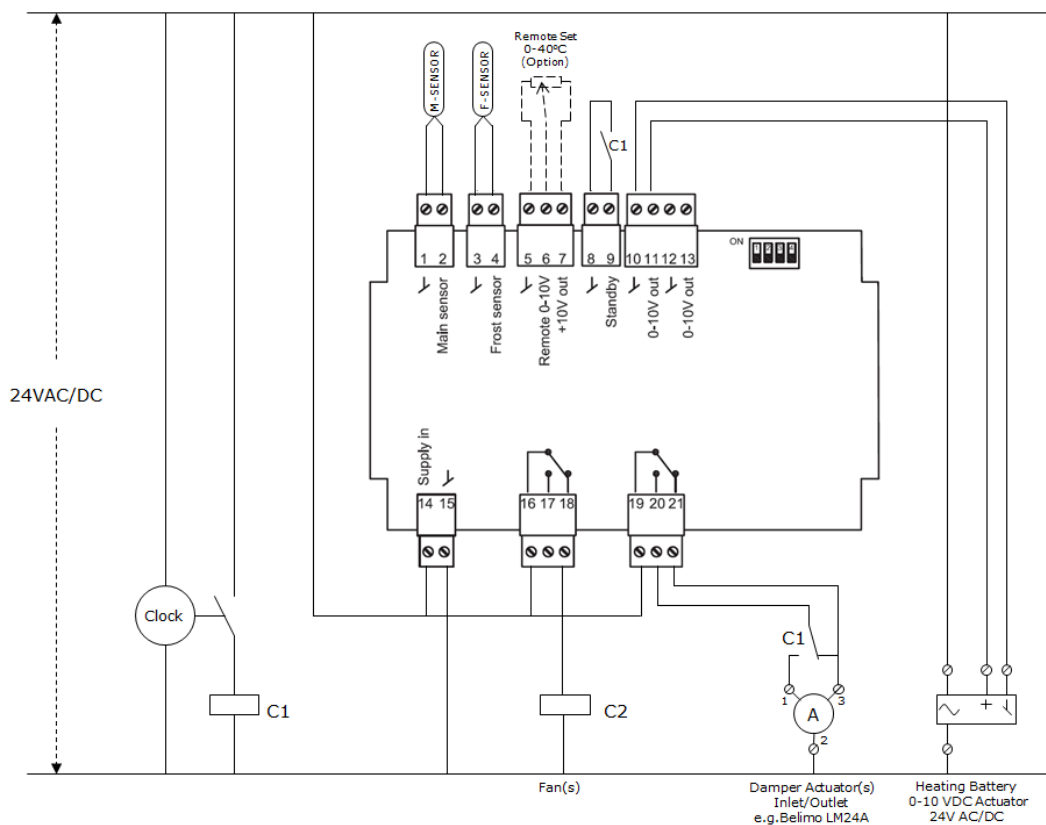 Remote Set
0-40ºC
(Option)
M-SENSOR
F-SENSOR
C1
ON
1 2 3 4 5 6 7 8 9 10 11 12 13
Main sensor
Frost sensor
Remote 0-10V
+10V out
Standby
0-10V out
0-10V out
24VAC/DC
Supply in
14 15 16 17 18 19 20 21
Clock
C1
C2
C1
1
A
3
2
+
Fan(s)
Damper Actuator(s)
Inlet/Outlet
e.g.Belimo LM24A
Heating Battery
0-10 VDC Actuator
24V AC/DC